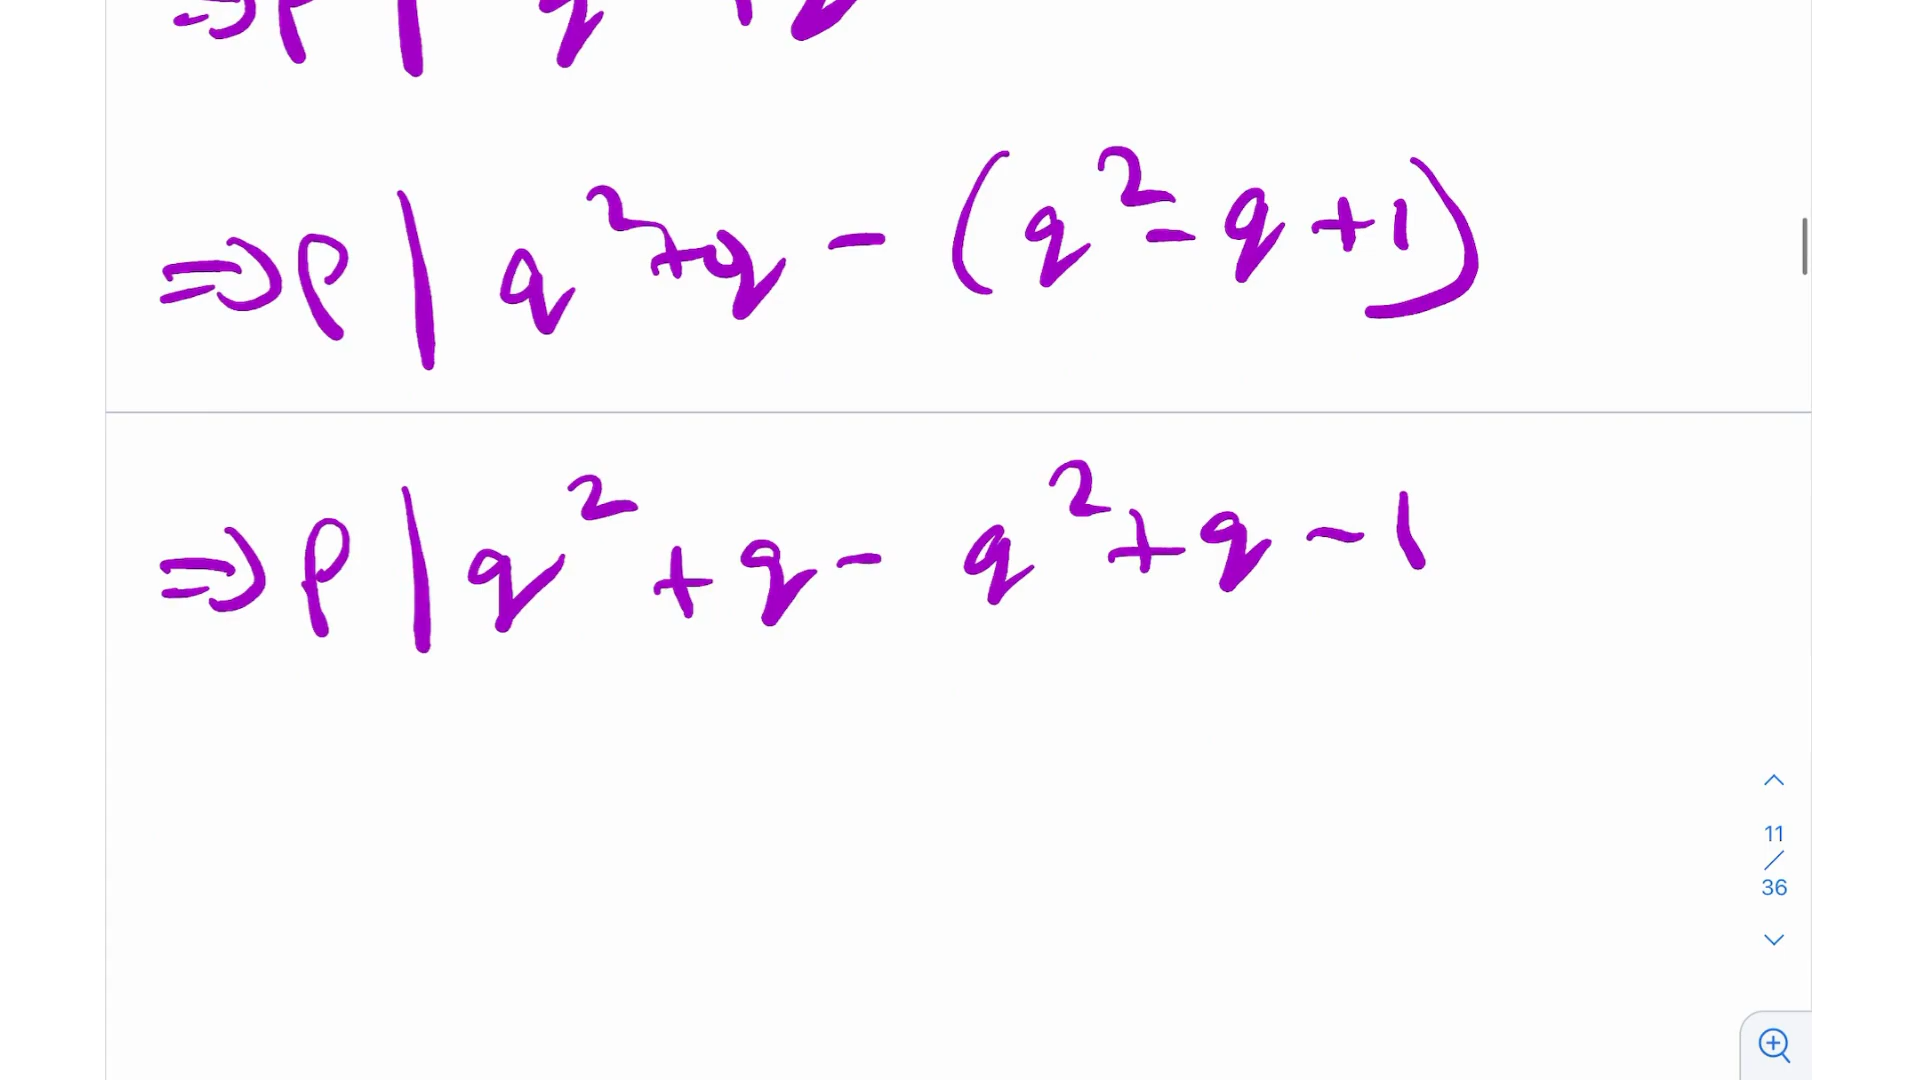 ⇒ p | q + q
⇒ p | q² + q - (q² - q + 1)
⇒ p | q² + q - q² + q - 1
11
/
36